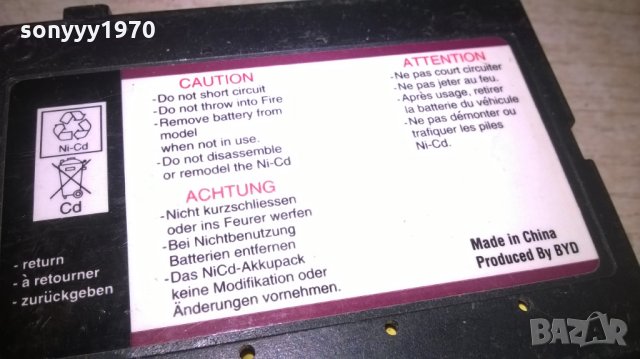 sonyyy1970
Ni-Cd
Cd
- return
- à retourner
- zurückgeben
CAUTION
-Do not short circuit
-Do not throw into Fire
-Remove battery from
model
when not in use.
-Do not disassemble
or remodel the Ni-Cd
ACHTUNG
-Nicht kurzschliessen
oder ins Feurer werfen
-Bei Nichtbenutzung
Batterien entfernen
-Das NiCd-Akkupack
keine Modifikation oder
Änderungen vornehmen.
ATTENTION
-Ne pas court circuiter
-Ne pas jeter au feu.
-Après usage, retirer
la batterie du véhicule
-Ne pas démonter ou
trafiquer les piles
Ni-Cd.
Made in China
Produced By BYD
BAZAR
.bg